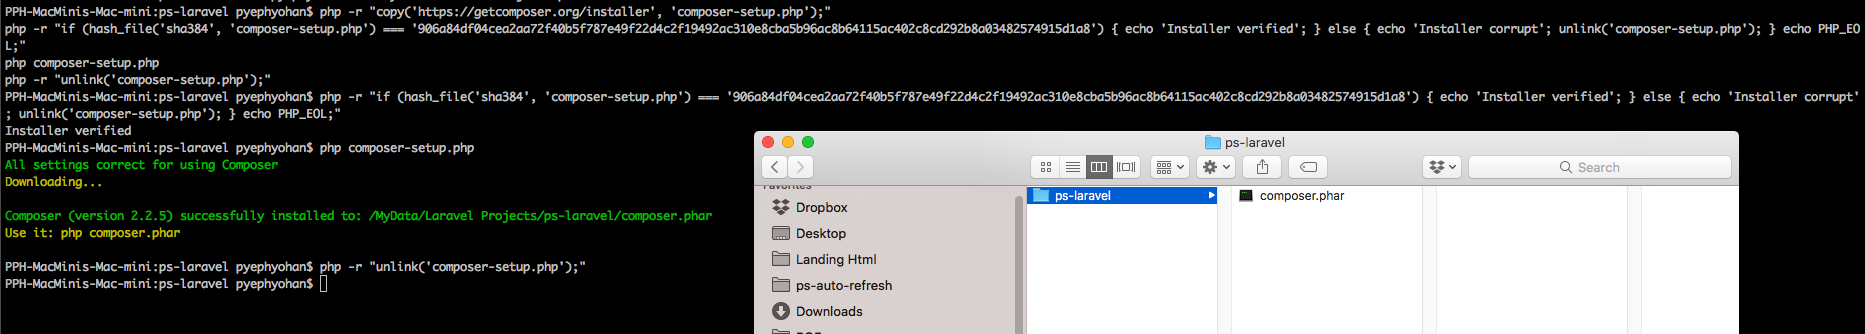 PPH-MacMinis-Mac-mini:ps-laravel pyephyohan$ php -r "copy('https://getcomposer.org/installer', 'composer-setup.php');"
php -r "if (hash_file('sha384', 'composer-setup.php') === '906a84df04cea2aa72f40b5f787e49f22d4c2f19492ac310e8cba5b96ac8b64115ac402c8cd292b8a03482574915d1a8') { echo 'Installer verified'; } else { echo 'Installer corrupt'; unlink('composer-setup.php'); } echo PHP_EO
L;"
php composer-setup.php
php -r "unlink('composer-setup.php');"
PPH-MacMinis-Mac-mini:ps-laravel pyephyohan$ php -r "if (hash_file('sha384', 'composer-setup.php') === '906a84df04cea2aa72f40b5f787e49f22d4c2f19492ac310e8cba5b96ac8b64115ac402c8cd292b8a03482574915d1a8') { echo 'Installer verified'; } else { echo 'Installer corrupt'
; unlink('composer-setup.php'); } echo PHP_EOL;"
Installer verified
PPH-MacMinis-Mac-mini:ps-laravel pyephyohan$ php composer-setup.php
All settings correct for using Composer
Downloading...
Composer (version 2.2.5) successfully installed to: /MyData/Laravel Projects/ps-laravel/composer.phar
Use it: php composer.phar
PPH-MacMinis-Mac-mini:ps-laravel pyephyohan$ php -r "unlink('composer-setup.php');"
PPH-MacMinis-Mac-mini:ps-laravel pyephyohan$
ps-laravel
Search
Favorites
Dropbox
Desktop
Landing Html
ps-auto-refresh
Downloads
ps-laravel
composer.phar